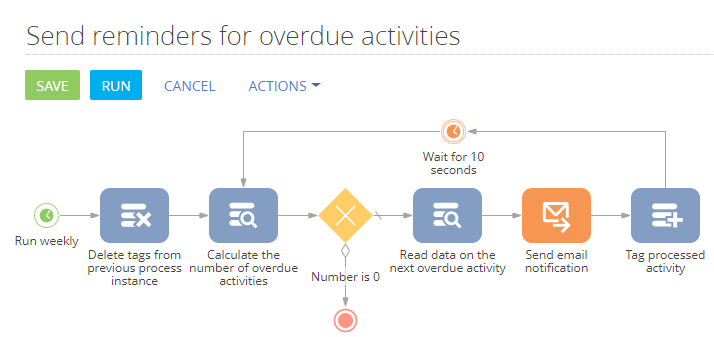 Send reminders for overdue activities
SAVE
RUN
CANCEL
ACTIONS
Wait for 10
seconds
Run weekly
Delete tags from
previous process
instance
Calculate the
number of overdue
activities
Number is 0
Read data on the
next overdue activity
Send email
notification
Tag processed
activity